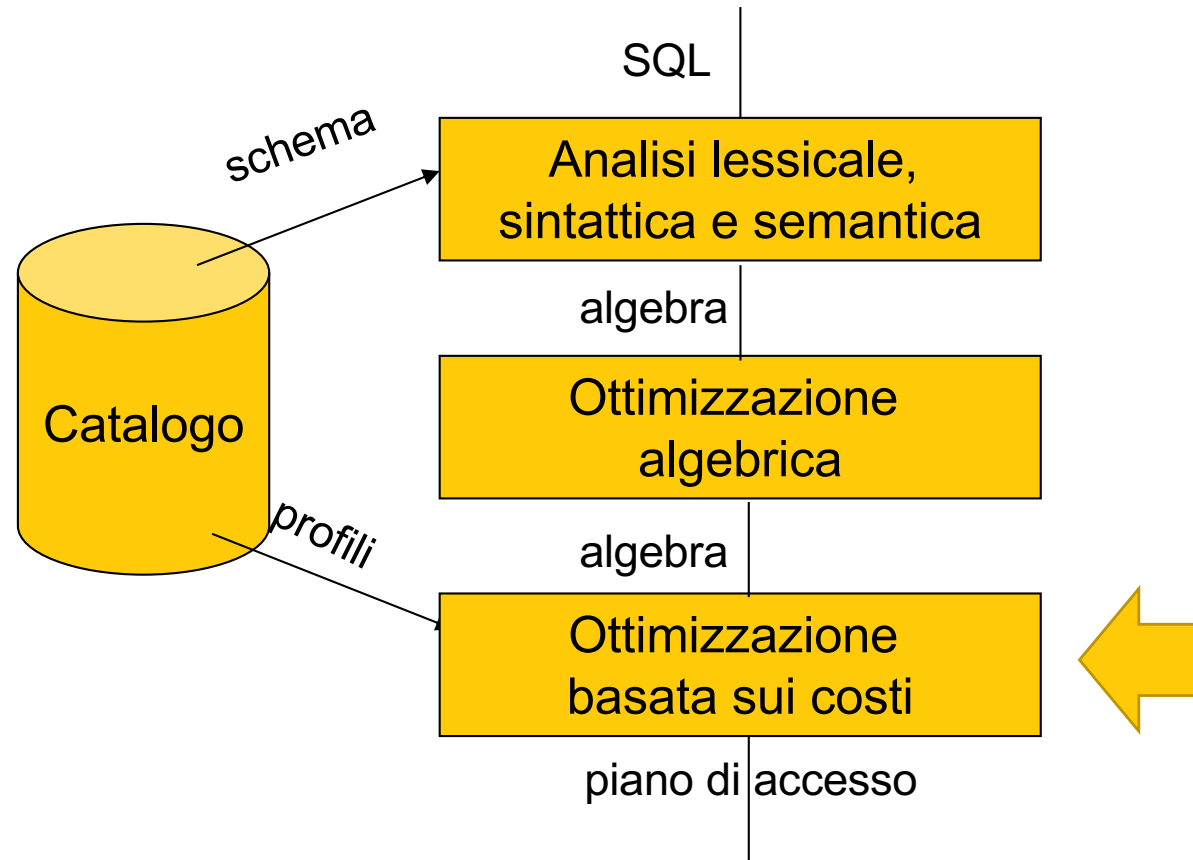 SQL
schema
Analisi lessicale,
sintattica e semantica
algebra
Catalogo
Ottimizzazione
algebrica
profili
algebra
Ottimizzazione
basata sui costi
piano di accesso